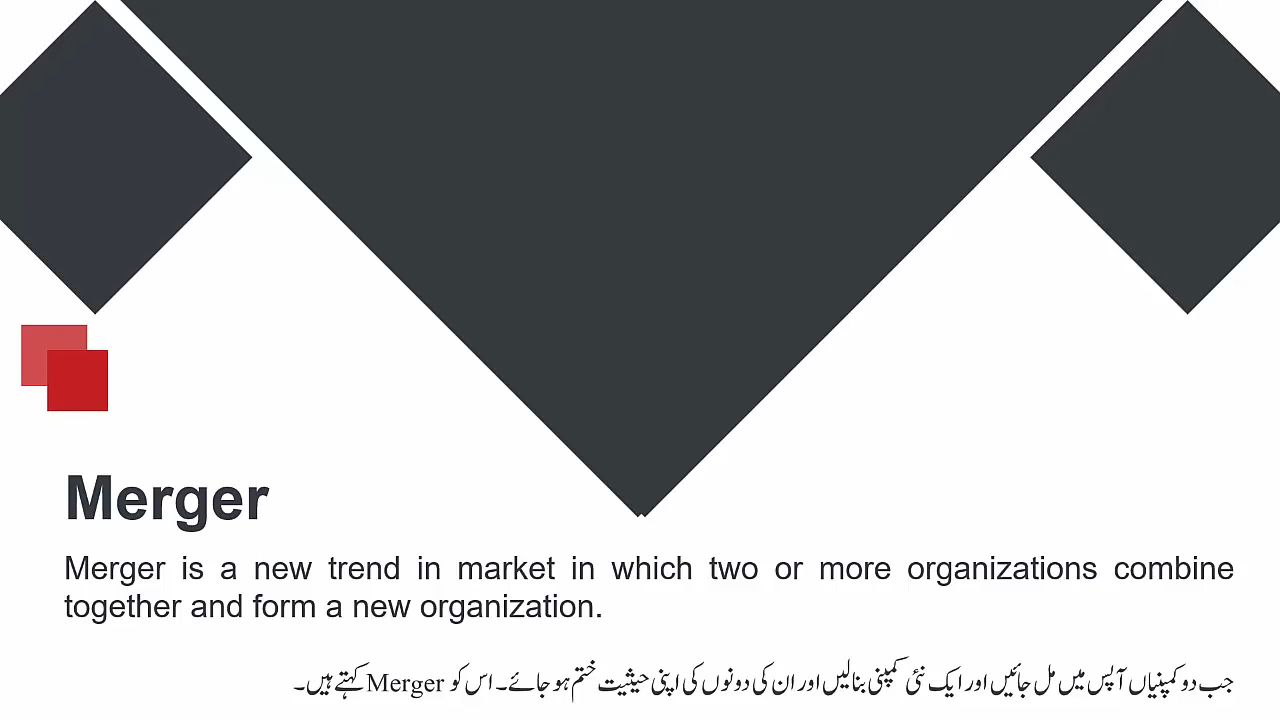 Merger
Merger is a new trend in market in which two or more organizations combine
together and form a new organization.
جب دو کمپنیاں آپس میں مل جائیں اور ایک نئی کمپنی بنالیں اور ان کی دونوں کی اپنی حیثیت ختم ہو جائے۔ اس کو Merger کہتے ہیں۔